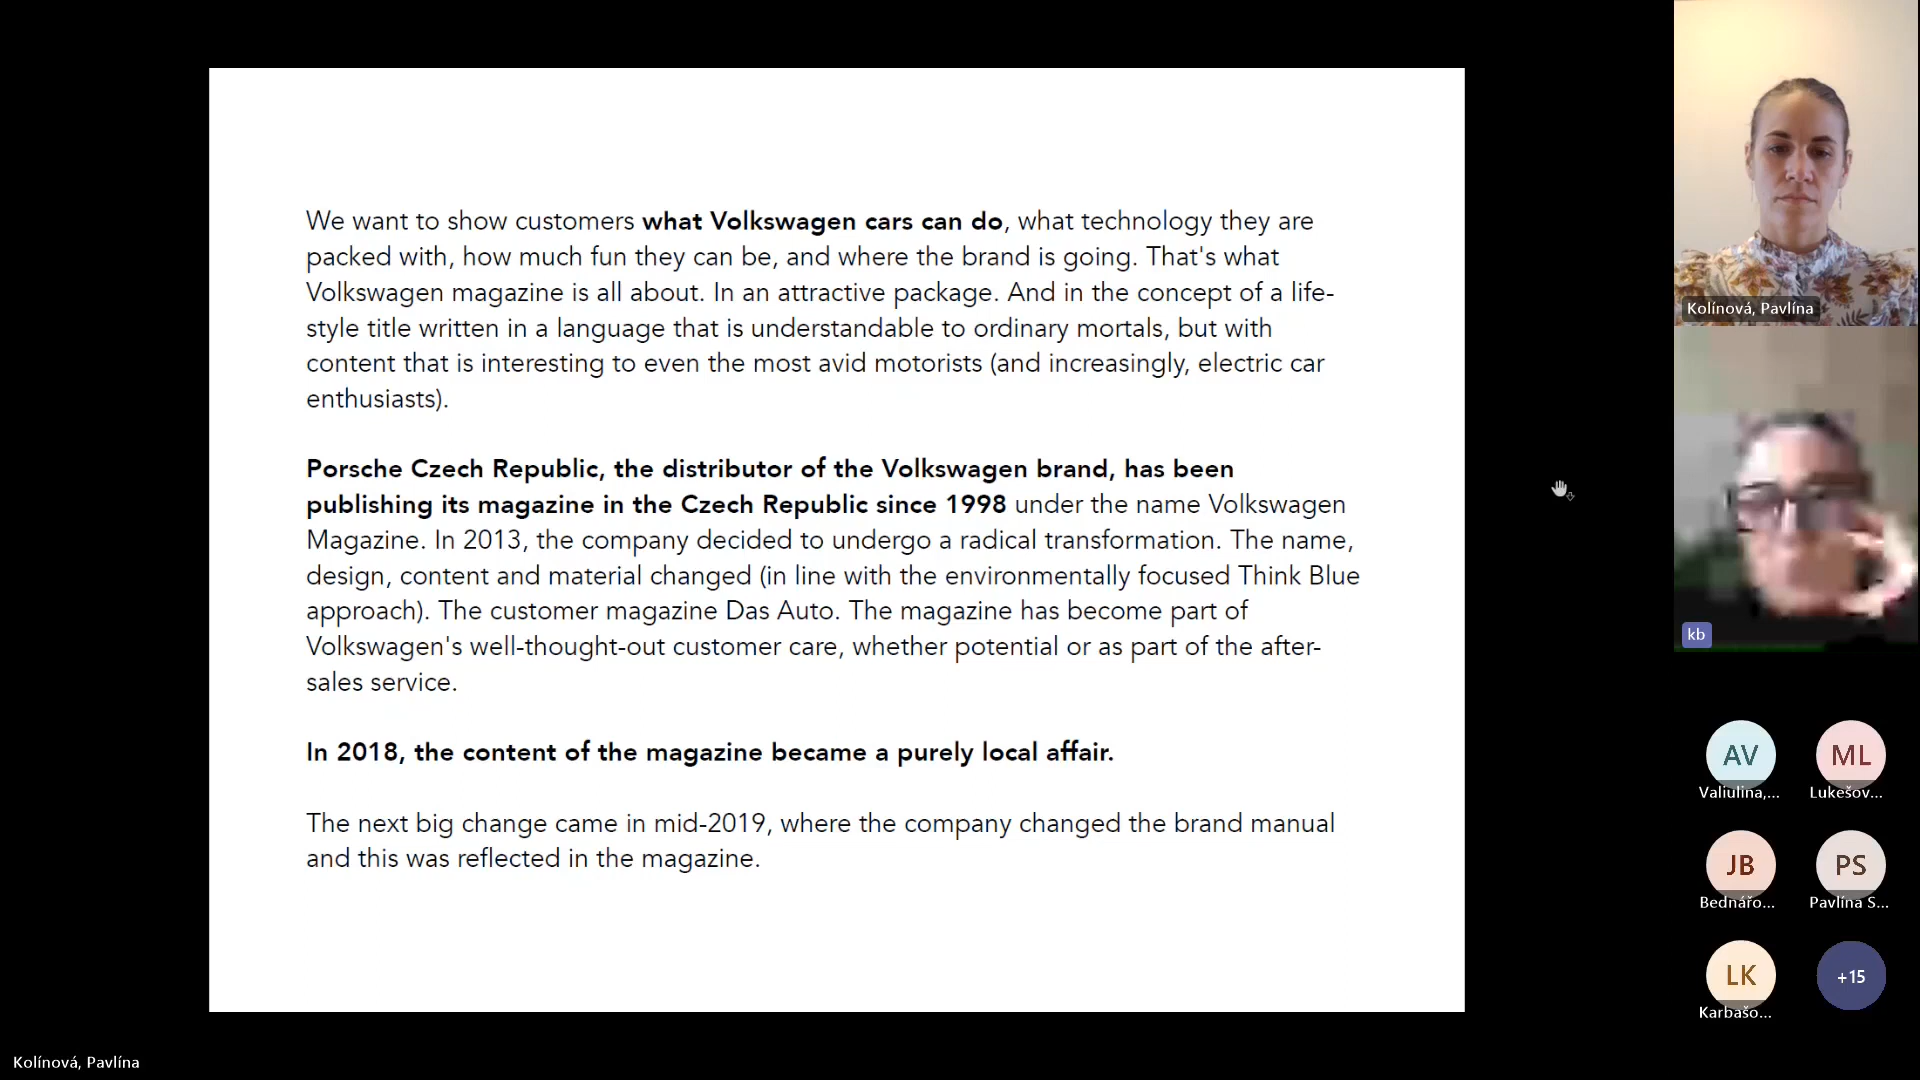 We want to show customers what Volkswagen cars can do, what technology they are
packed with, how much fun they can be, and where the brand is going. That's what
Volkswagen magazine is all about. In an attractive package. And in the concept of a life-
style title written in a language that is understandable to ordinary mortals, but with
content that is interesting to even the most avid motorists (and increasingly, electric car
enthusiasts).
Porsche Czech Republic, the distributor of the Volkswagen brand, has been
publishing its magazine in the Czech Republic since 1998 under the name Volkswagen
Magazine. In 2013, the company decided to undergo a radical transformation. The name,
design, content and material changed (in line with the environmentally focused Think Blue
approach). The customer magazine Das Auto. The magazine has become part of
Volkswagen's well-thought-out customer care, whether potential or as part of the after-
sales service.
In 2018, the content of the magazine became a purely local affair.
The next big change came in mid-2019, where the company changed the brand manual
and this was reflected in the magazine.
Kolínová, Pavlína
kb
AV
Valiulina,...
ML
Lukešov...
JB
Bednářo...
PS
Pavlína S...
LK
Karbašo...
+15
Kolínová, Pavlína